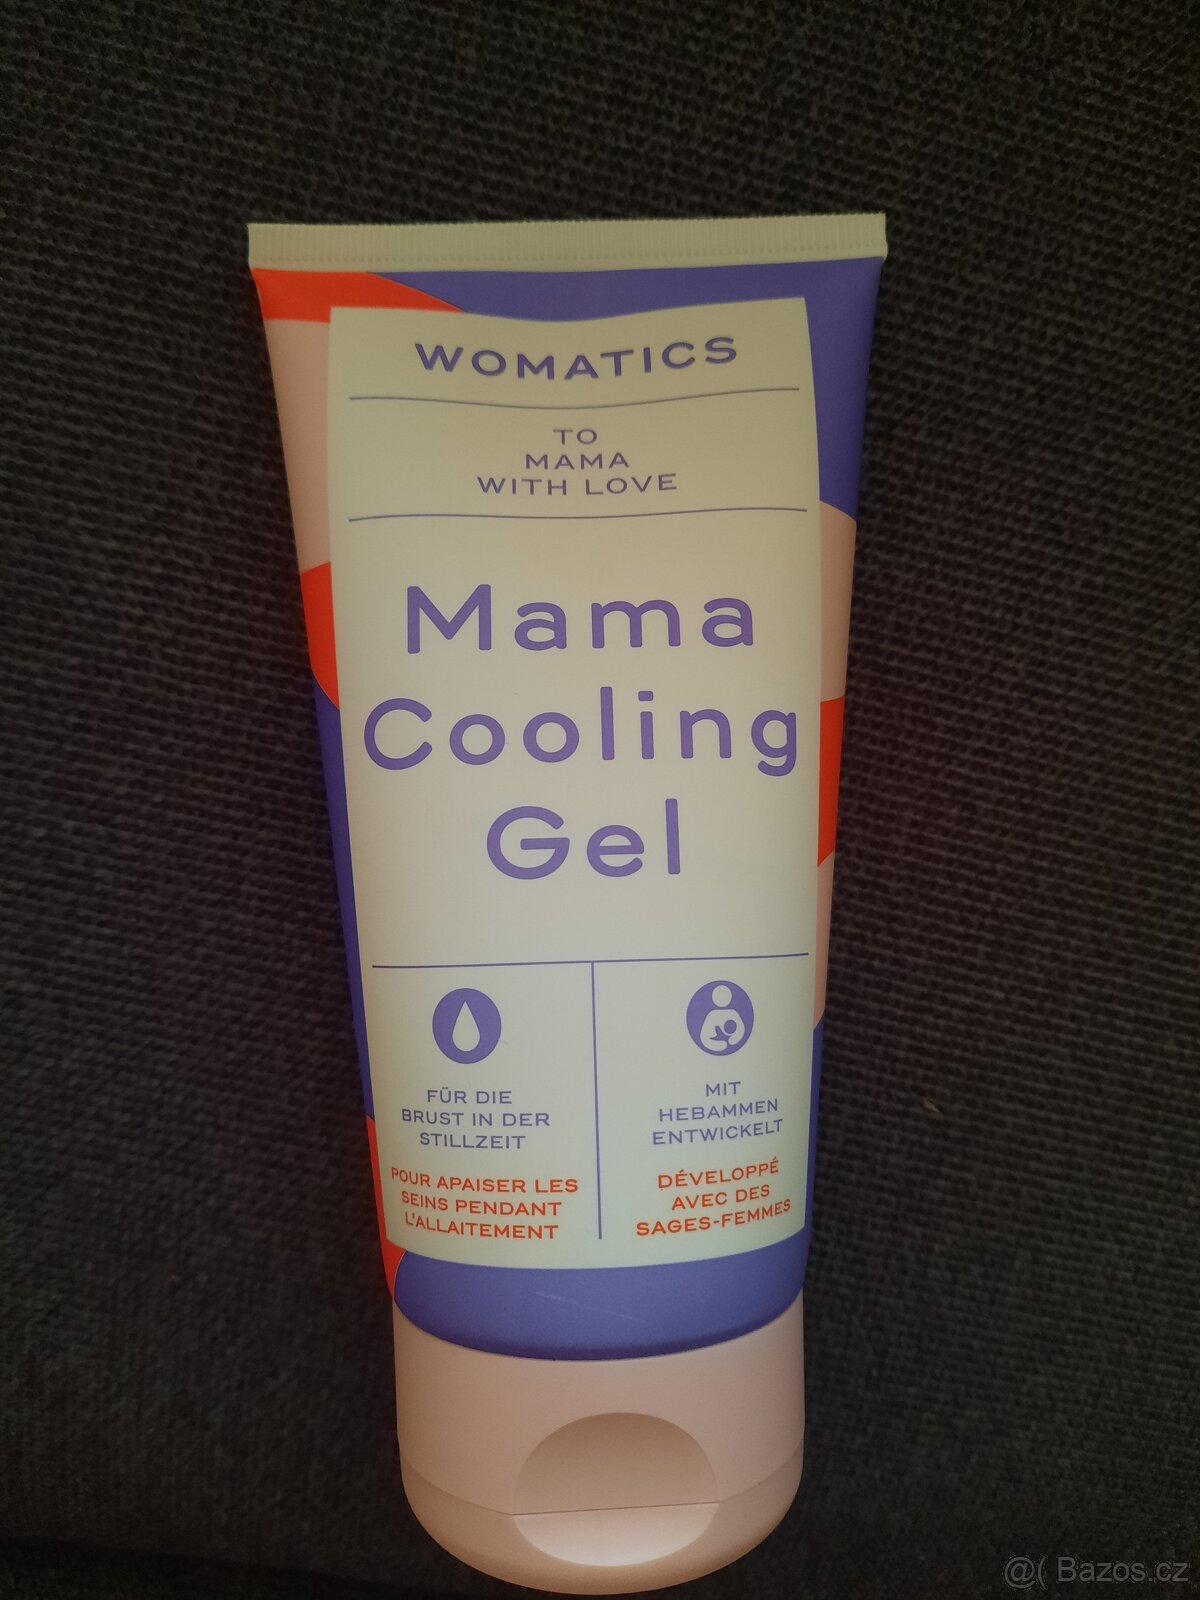 WOMATICS
TO
MAMA
WITH LOVE
Mama
Cooling
Gel
FÜR DIE
BRUST IN DER
STILLZEIT
POUR APAISER LES
SEINS PENDANT
L'ALLAITEMENT
MIT
HEBAMMEN
ENTWICKELT
DÉVELOPPÉ
AVEC DES
SAGES-FEMMES
@( Bazos.cz